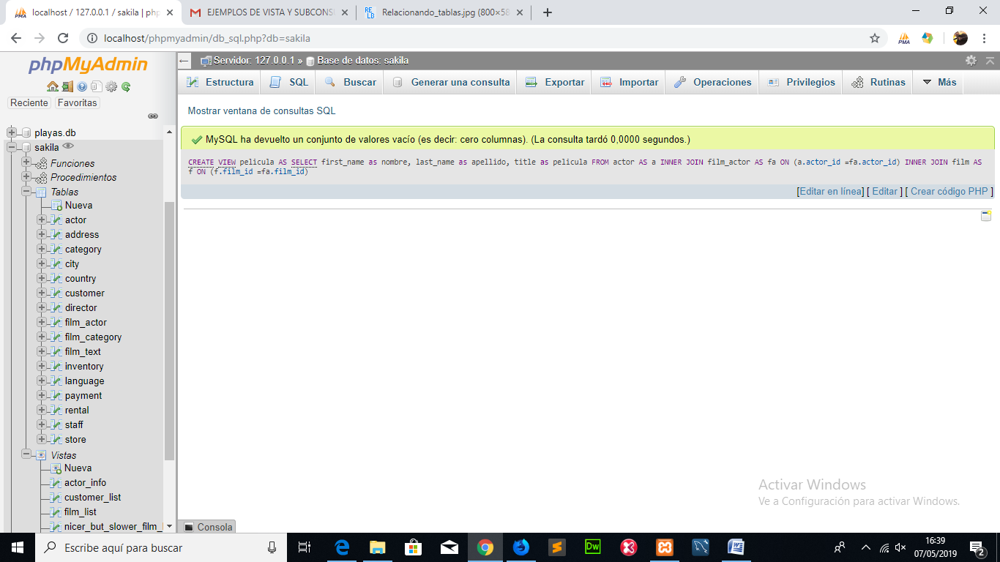 localhost / 127.0.0.1 / sakila | php
EJEMPLOS DE VISTA Y SUBCONS
Relacionando_tablas.jpg (800×58
localhost/phpmyadmin/db_sql.php?db=sakila
phpMyAdmin
Reciente
Favoritas
playas.db
sakila
Funciones
Procedimientos
Tablas
Nueva
actor
address
category
city
country
customer
director
film_actor
film_category
film_text
inventory
language
payment
rental
staff
store
Vistas
Nueva
actor_info
customer_list
film_list
nicer_but_slower_film_
Servidor: 127.0.0.1 » Base de datos: sakila
Estructura
SQL
Buscar
Generar una consulta
Exportar
Importar
Operaciones
Privilegios
Rutinas
Más
Mostrar ventana de consultas SQL
MySQL ha devuelto un conjunto de valores vacío (es decir: cero columnas). (La consulta tardó 0,0000 segundos.)
CREATE VIEW pelicula AS SELECT first_name as nombre, last_name as apellido, title as pelicula FROM actor AS a INNER JOIN film_actor AS fa ON (a.actor_id =fa.actor_id) INNER JOIN film AS
f ON (f.film_id =fa.film_id)
[Editar en línea] [ Editar ] [ Crear código PHP ]
Activar Windows
Ve a Configuración para activar Windows.
Consola
Escribe aquí para buscar
16:39
07/05/2019
2